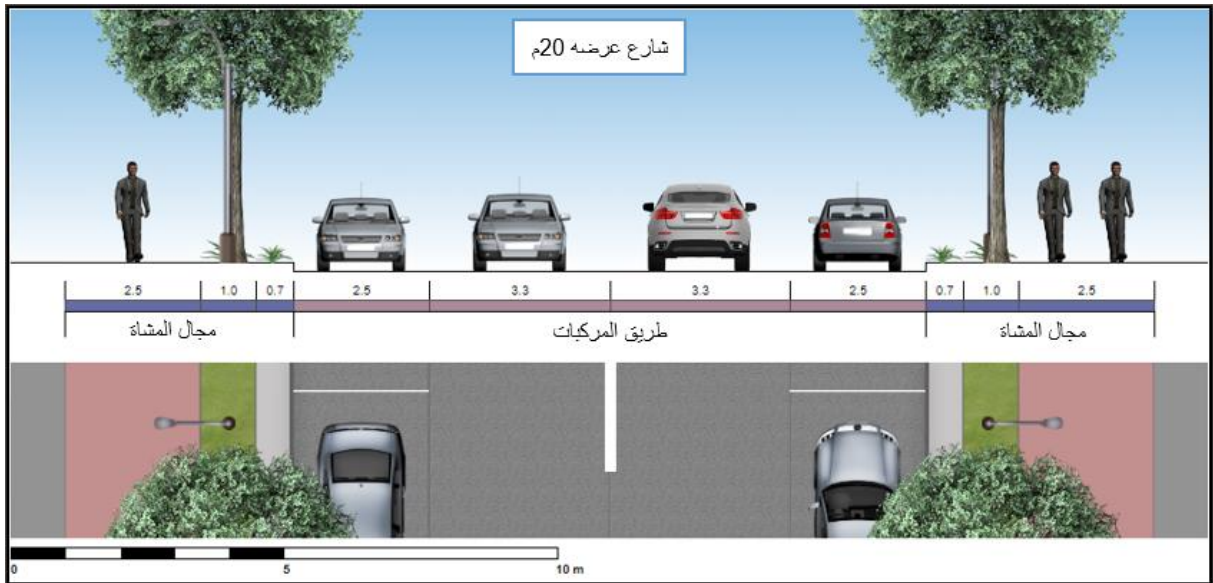 شارع عرضه 20م
2.5 1.0 0.7 2.5 3.3 3.3 2.5 0.7 1.0 2.5
مجال المشاة طريق المركبات مجال المشاة
0 5 10 m